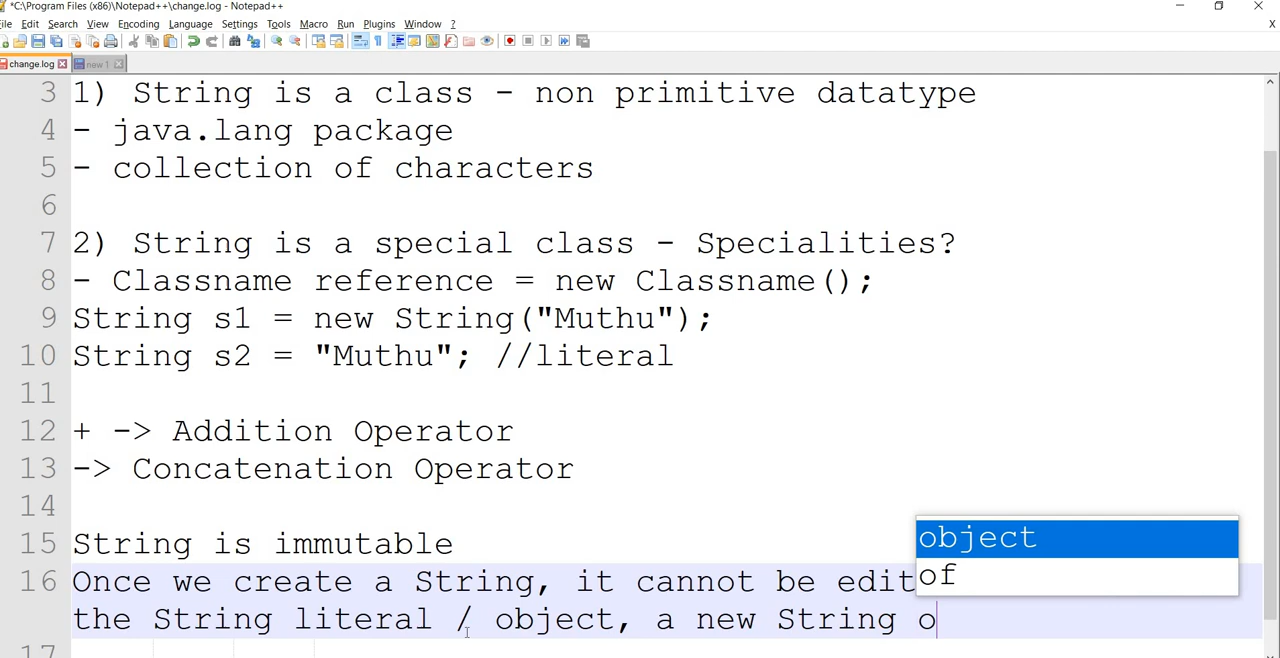 *C:\Program Files (x86)\Notepad++\change.log - Notepad++
ile Edit Search View Encoding Language Settings Tools Macro Run Plugins Window ?
X
change.log new 1
3 1) String is a class - non primitive datatype
4 - java.lang package
5 - collection of characters
6
7 2) String is a special class - Specialities?
8 - Classname reference = new Classname();
9 String s1 = new String("Muthu");
10 String s2 = "Muthu"; //literal
11
12 + -> Addition Operator
13 -> Concatenation Operator
14
15 String is immutable
object
of
16 Once we create a String, it cannot be edit
the String literal / object, a new String o
17